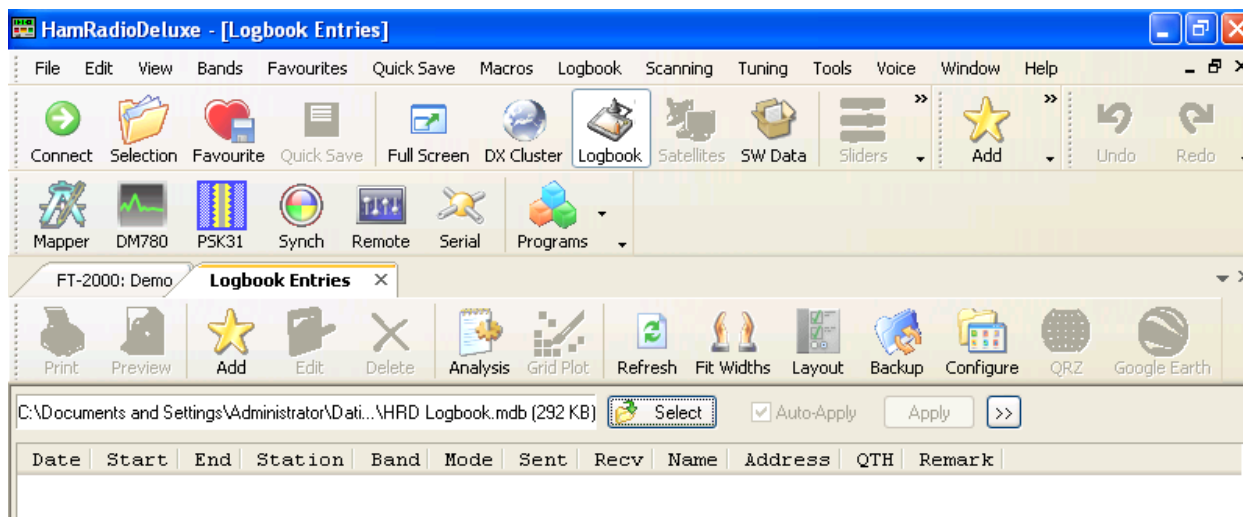 HamRadioDeluxe - [Logbook Entries]
File Edit View Bands Favourites Quick Save Macros Logbook Scanning Tuning Tools Voice Window Help
Connect Selection Favourite Quick Save Full Screen DX Cluster Logbook Satellites SW Data Sliders Add Undo Redo
Mapper DM780 PSK31 Synch Remote Serial Programs
FT-2000: Demo Logbook Entries
Print Preview Add Edit Delete Analysis Grid Plot Refresh Fit Widths Layout Backup Configure QRZ Google Earth
C:\Documents and Settings\Administrator\Dati...\HRD Logbook.mdb (292 KB) Select Auto-Apply Apply >>
Date Start End Station Band Mode Sent Recv Name Address QTH Remark